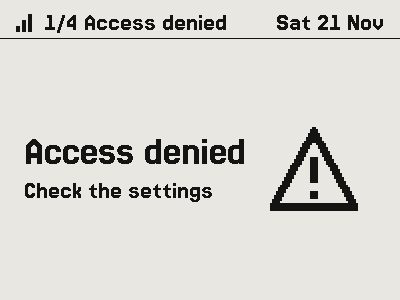 1/4 Access denied
Sat 21 Nov
Access denied
Check the settings